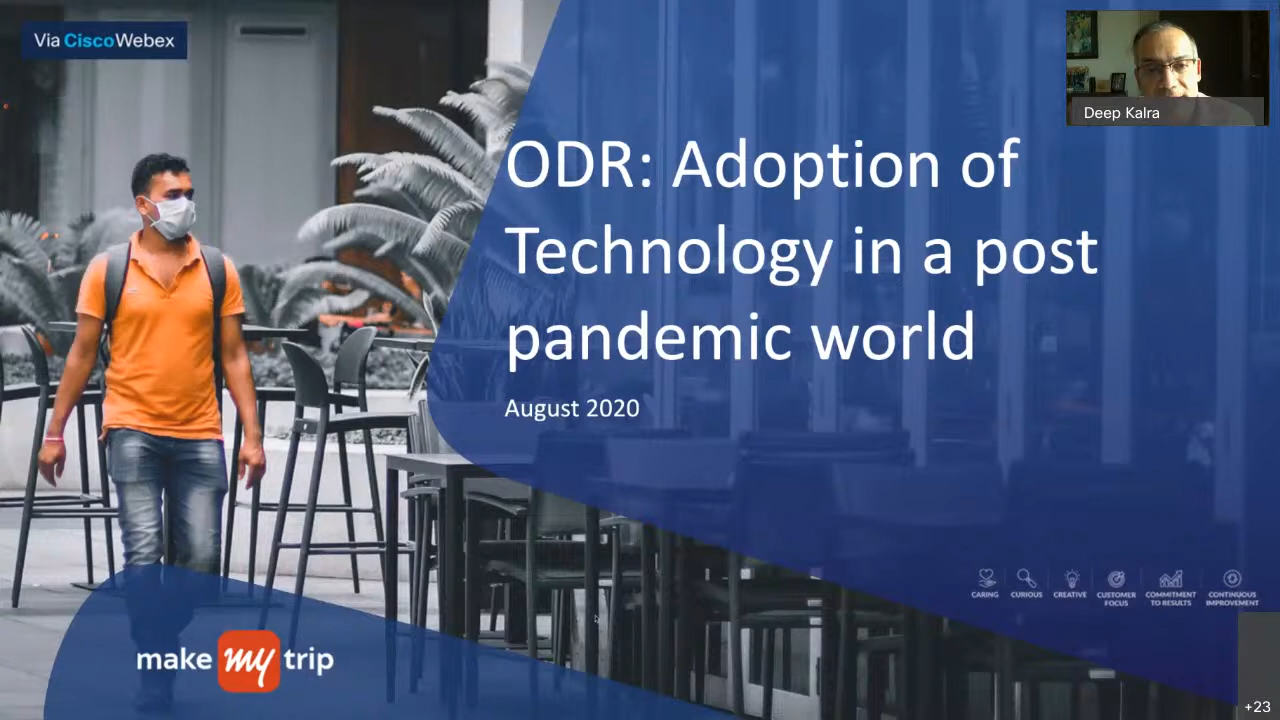 Via CiscoWebex
Deep Kalra
ODR: Adoption of
Technology in a post
pandemic world
August 2020
CARING
CURIOUS
CREATIVE
CUSTOMER
FOCUS
COMMITMENT
TO RESULTS
CONTINUOUS
IMPROVEMENT
make my trip
+23